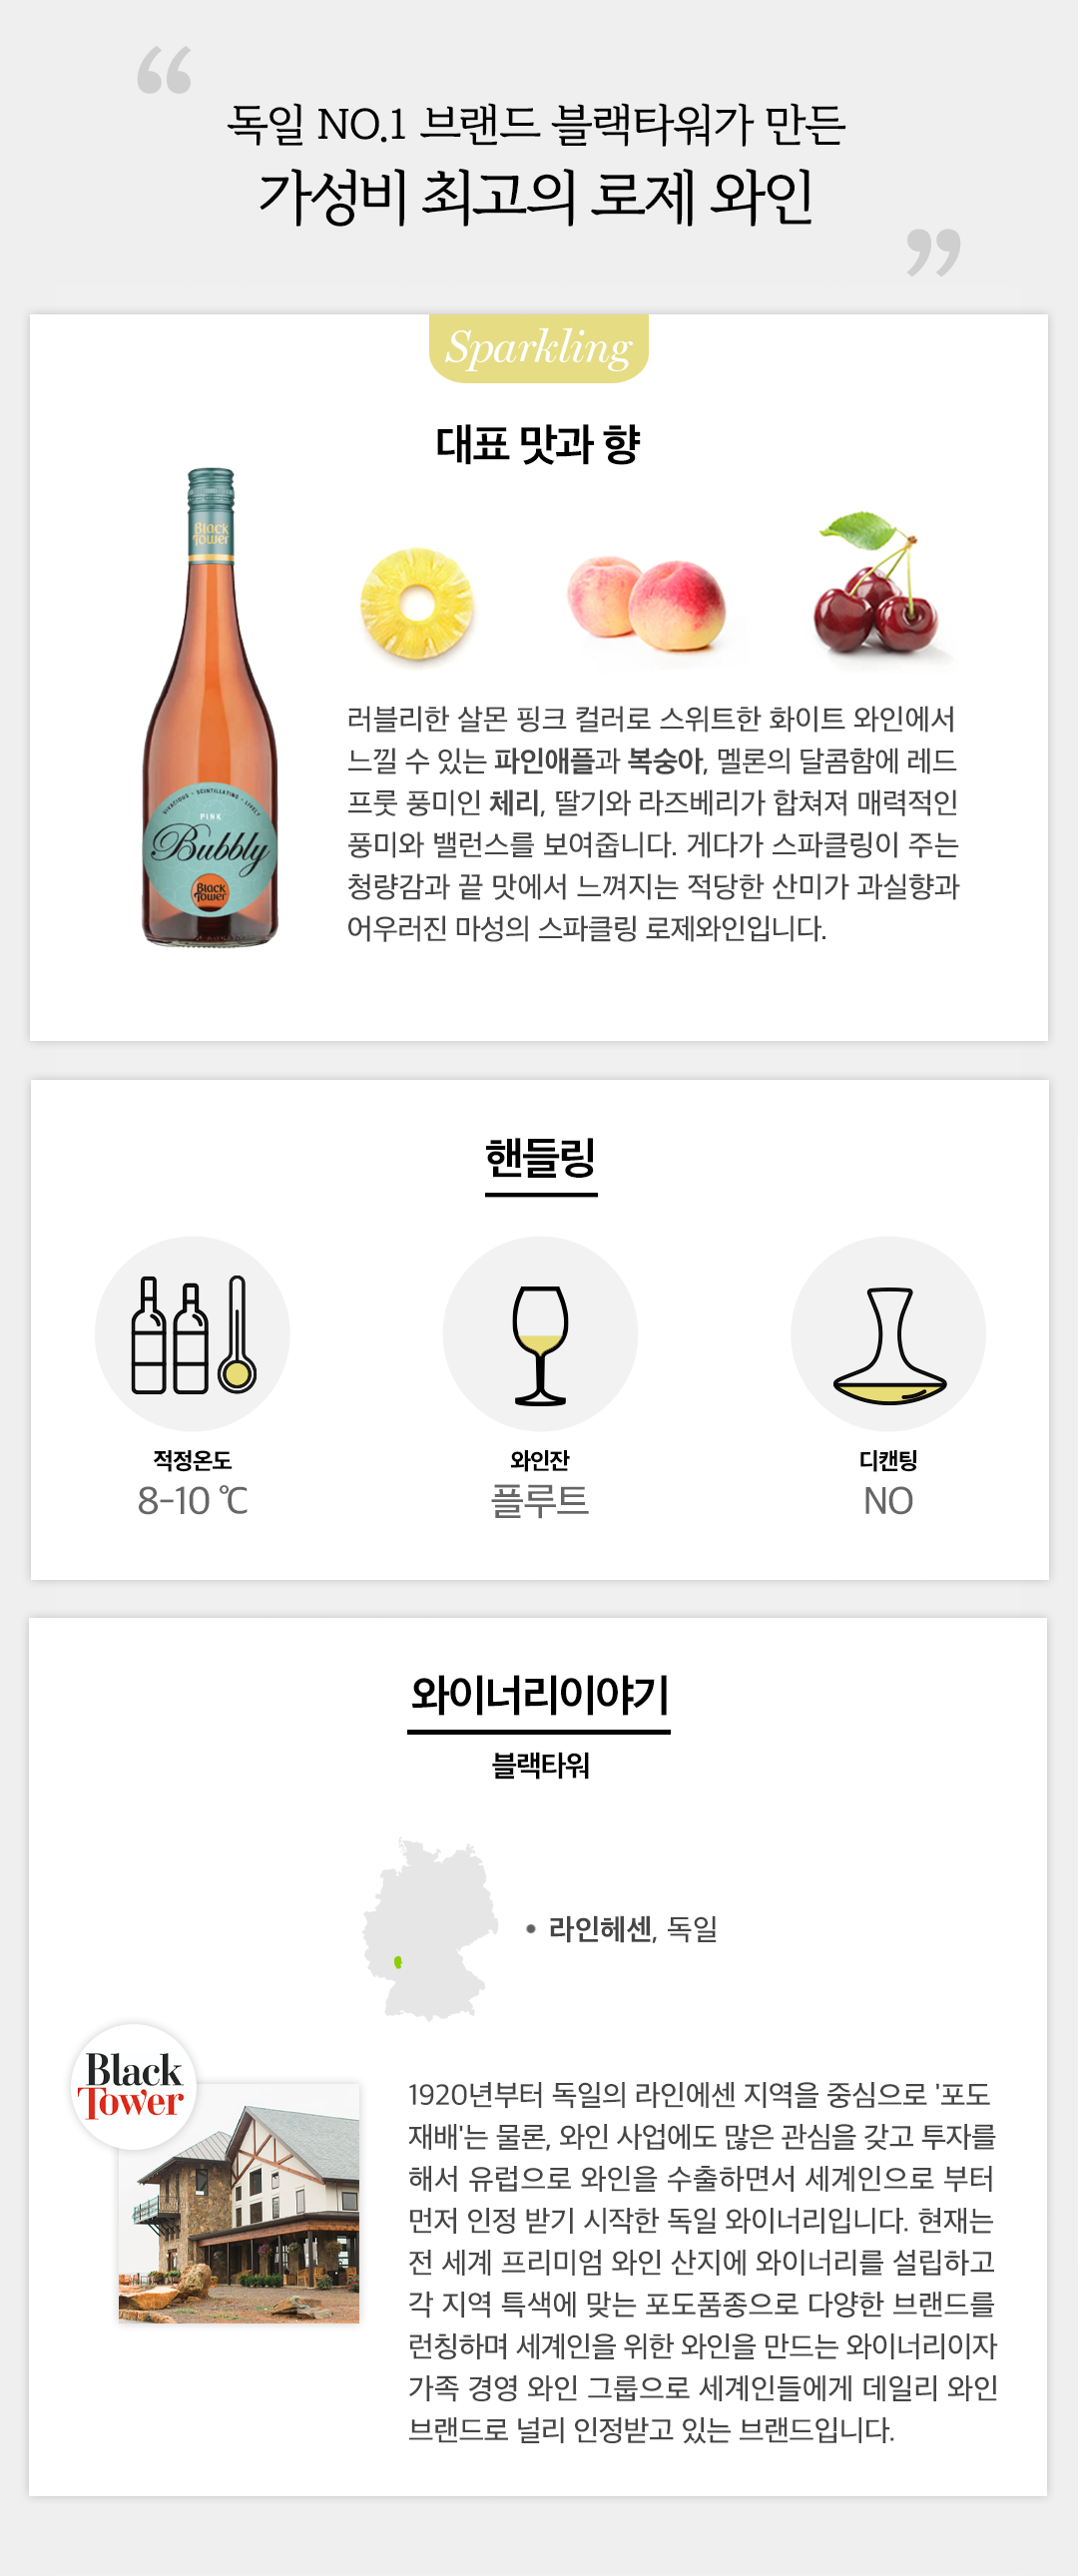 “
독일 NO.1 브랜드 블랙타워가 만든
가성비 최고의 로제 와인
”
Sparkling
대표 맛과 향
Black
Tower
VIVACIOUS • SCINTILLATING • LIVELY
PINK
Bubbly
Black
Tower
러블리한 살몬 핑크 컬러로 스위트한 화이트 와인에서
느낄 수 있는 파인애플과 복숭아, 멜론의 달콤함에 레드
프룻 풍미인 체리, 딸기와 라즈베리가 합쳐져 매력적인
풍미와 밸런스를 보여줍니다. 게다가 스파클링이 주는
청량감과 끝 맛에서 느껴지는 적당한 산미가 과실향과
어우러진 마성의 스파클링 로제와인입니다.
핸들링
적정온도
8-10 ℃
와인잔
플루트
디캔팅
NO
와이너리이야기
블랙타워
• 라인헤센, 독일
Black
Tower
1920년부터 독일의 라인에센 지역을 중심으로 '포도
재배'는 물론, 와인 사업에도 많은 관심을 갖고 투자를
해서 유럽으로 와인을 수출하면서 세계인으로 부터
먼저 인정 받기 시작한 독일 와이너리입니다. 현재는
전 세계 프리미엄 와인 산지에 와이너리를 설립하고
각 지역 특색에 맞는 포도품종으로 다양한 브랜드를
런칭하며 세계인을 위한 와인을 만드는 와이너리이자
가족 경영 와인 그룹으로 세계인들에게 데일리 와인
브랜드로 널리 인정받고 있는 브랜드입니다.